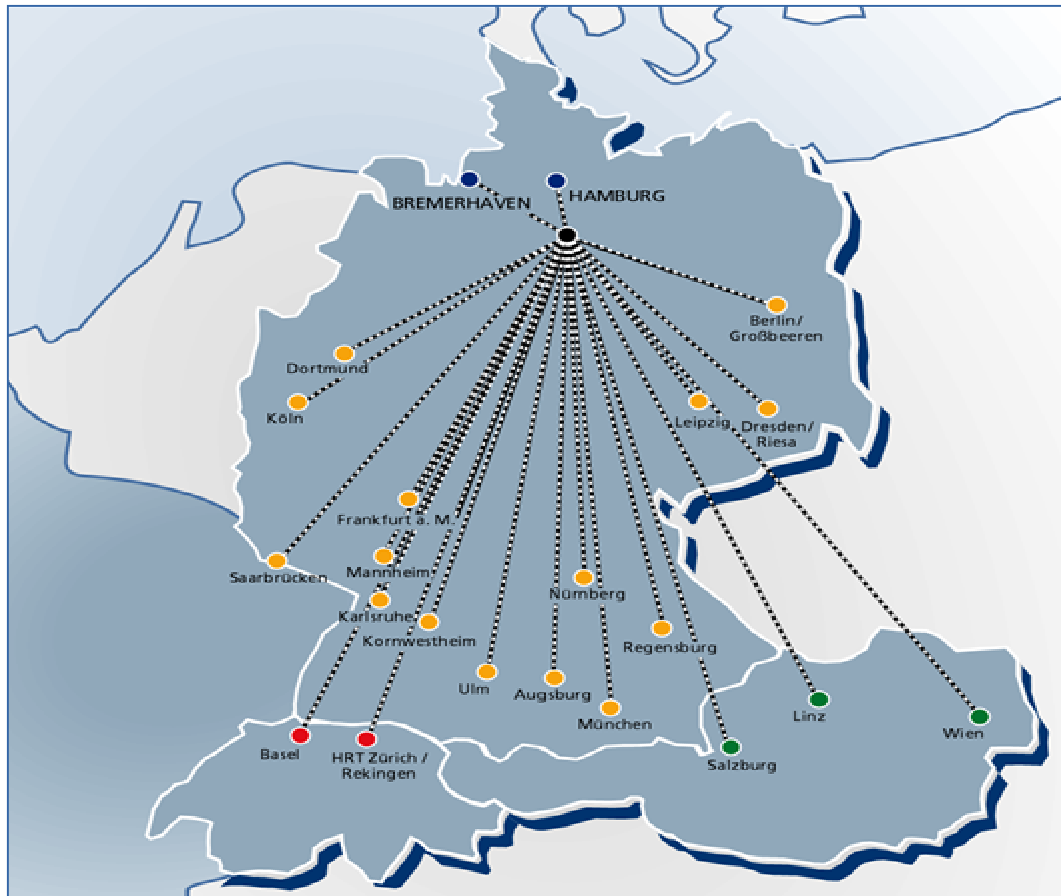 BREMERHAVEN
HAMBURG
Berlin/
Großbeeren
Dortmund
Köln
Leipzig
Dresden/
Riesa
Frankfurt a. M.
Saarbrücken
Mannheim
Nürnberg
Karlsruhe
Kornwestheim
Regensburg
Ulm
Augsburg
München
Linz
Wien
Basel
HRT Zürich /
Rekingen
Salzburg